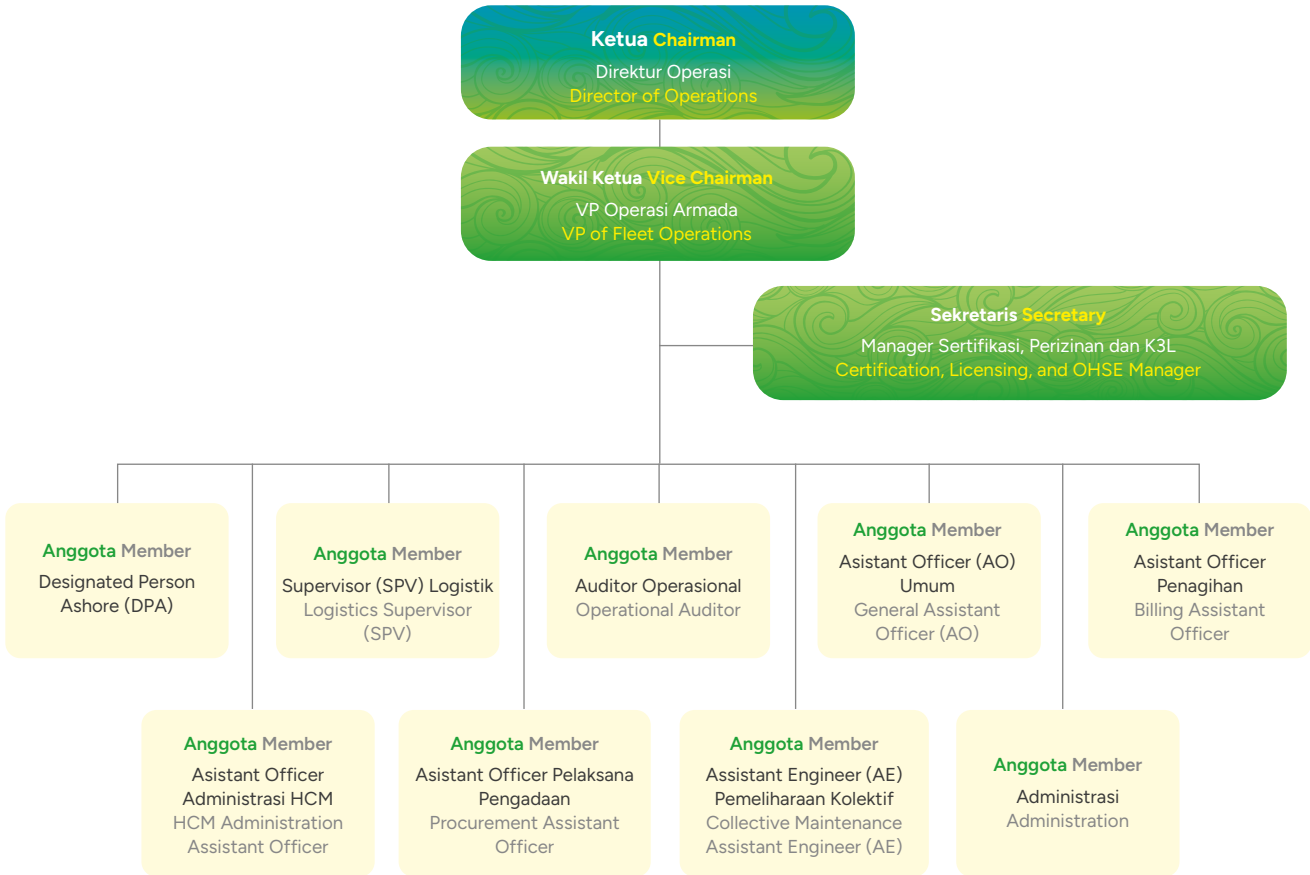 Ketua Chairman
Direktur Operasi
Director of Operations
Wakil Ketua Vice Chairman
VP Operasi Armada
VP of Fleet Operations
Sekretaris Secretary
Manager Sertifikasi, Perizinan dan K3L
Certification, Licensing, and OHSE Manager
Anggota Member
Designated Person
Ashore (DPA)
Anggota Member
Supervisor (SPV) Logistik
Logistics Supervisor
(SPV)
Anggota Member
Auditor Operasional
Operational Auditor
Anggota Member
Asistant Officer (AO)
Umum
General Assistant
Officer (AO)
Anggota Member
Asistant Officer
Penagihan
Billing Assistant
Officer
Anggota Member
Asistant Officer
Administrasi HCM
HCM Administration
Assistant Officer
Anggota Member
Asistant Officer Pelaksana
Pengadaan
Procurement Assistant
Officer
Anggota Member
Assistant Engineer (AE)
Pemeliharaan Kolektif
Collective Maintenance
Assistant Engineer (AE)
Anggota Member
Administrasi
Administration